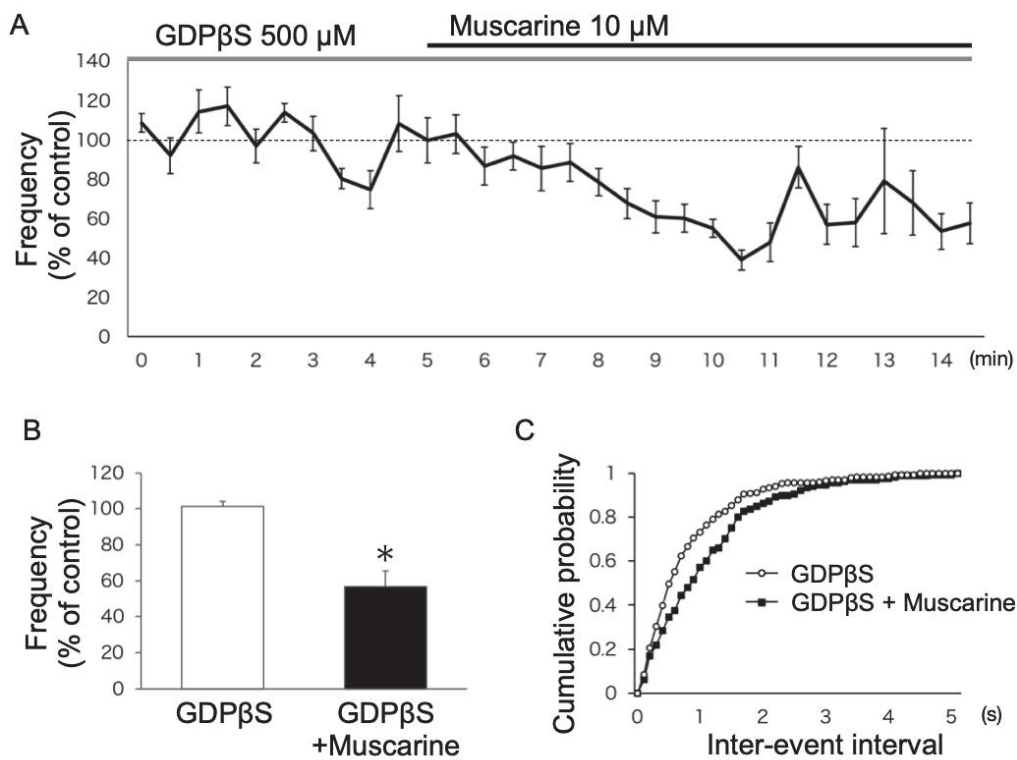 A
GDPβS 500 μM
Muscarine 10 μM
Frequency
(% of control)
140
120
100
80
60
40
20
0
0 1 2 3 4 5 6 7 8 9 10 11 12 13 14 (min)
B
Frequency
(% of control)
120
100
80
60
40
20
0
*
GDPβS
GDPβS
+Muscarine
C
Cumulative probability
1
0.8
0.6
0.4
0.2
0
GDPβS
GDPβS + Muscarine
0 1 2 3 4 5 (s)
Inter-event interval